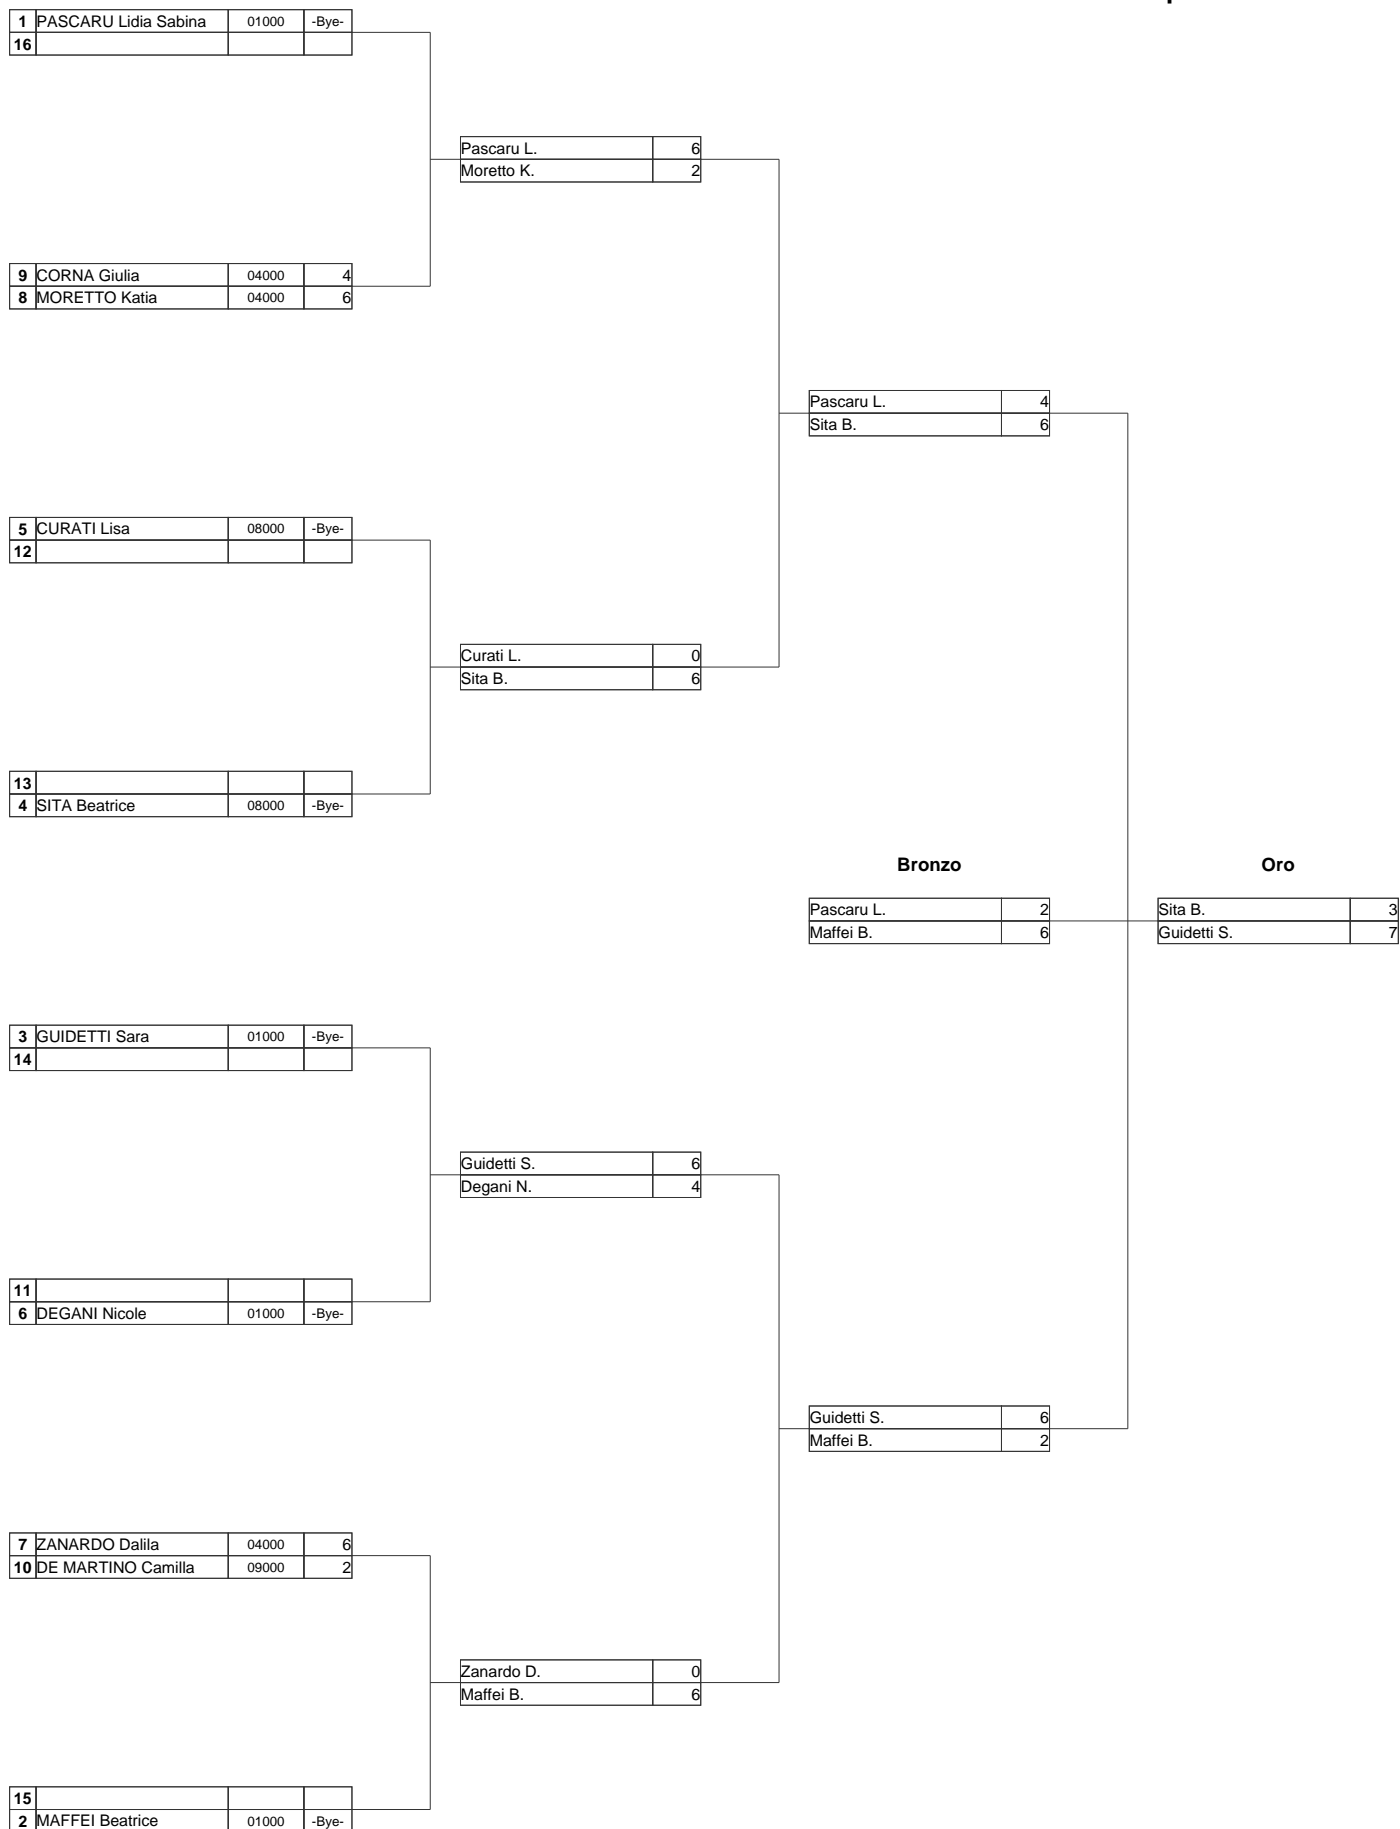 1 PASCARU Lidia Sabina 01000 -Bye-
16
Pascaru L. 6
Moretto K. 2
9 CORNA Giulia 04000 4
8 MORETTO Katia 04000 6
Pascaru L. 4
Sita B. 6
5 CURATI Lisa 08000 -Bye-
12
Curati L. 0
Sita B. 6
13
4 SITA Beatrice 08000 -Bye-
Bronzo Oro
Pascaru L. 2 Sita B. 3
Maffei B. 6 Guidetti S. 7
3 GUIDETTI Sara 01000 -Bye-
14
Guidetti S. 6
Degani N. 4
11
6 DEGANI Nicole 01000 -Bye-
Guidetti S. 6
Maffei B. 2
7 ZANARDO Dalila 04000 6
10 DE MARTINO Camilla 09000 2
Zanardo D. 0
Maffei B. 6
15
2 MAFFEI Beatrice 01000 -Bye-